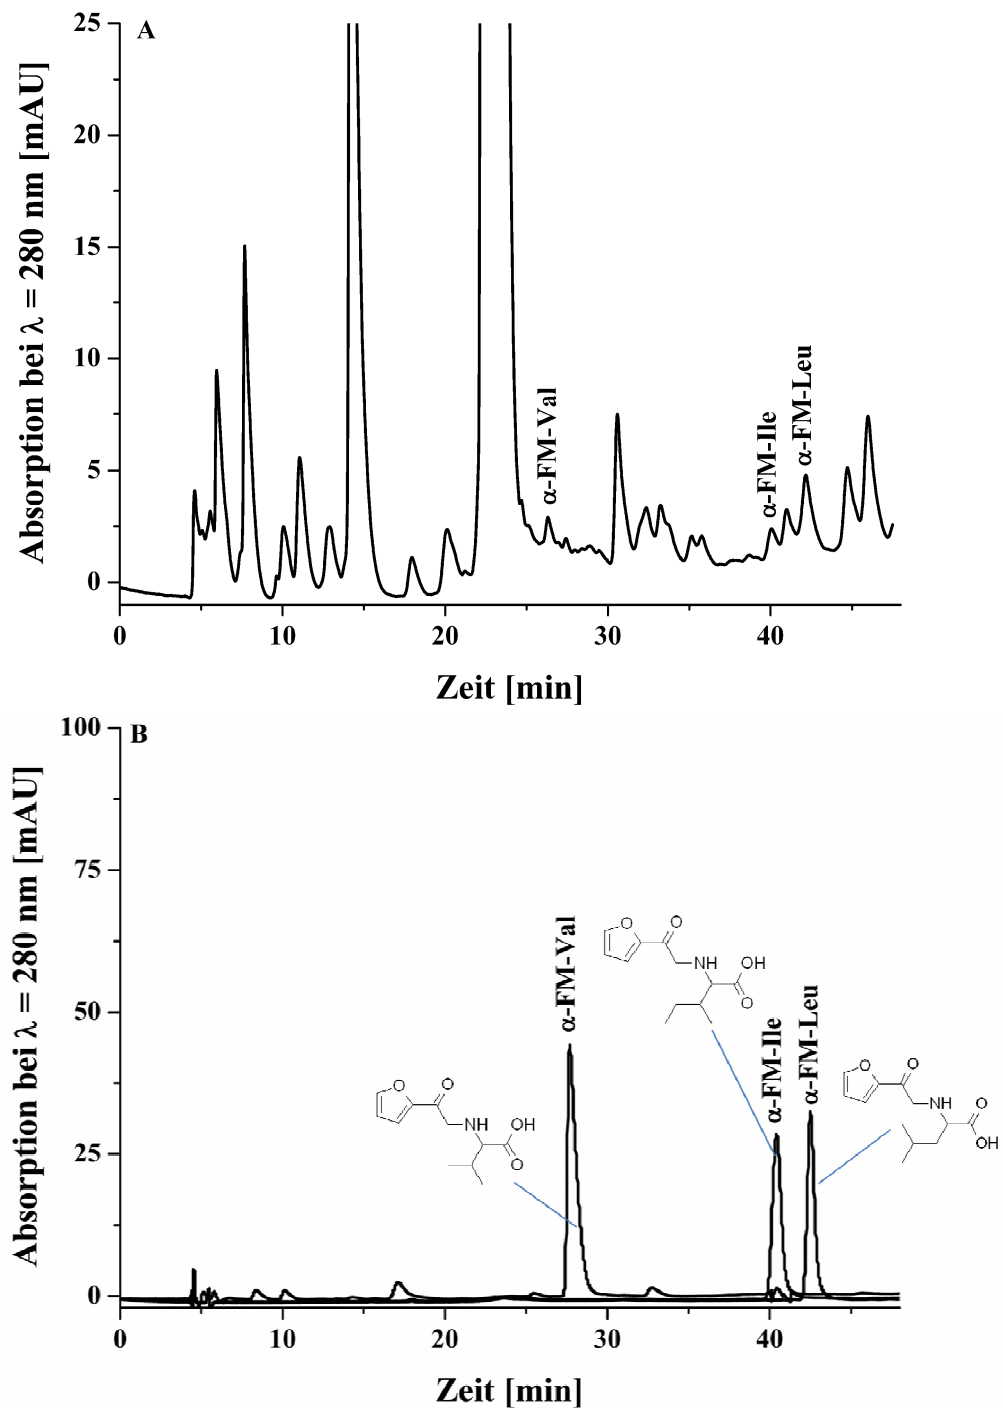 A
25
20
15
10
5
0
Absorption bei λ = 280 nm [mAU]
α-FM-Val
α-FM-Ile
α-FM-Leu
0 10 20 30 40
Zeit [min]
B
100
75
50
25
0
Absorption bei λ = 280 nm [mAU]
α-FM-Val
α-FM-Ile
α-FM-Leu
O
O
NH
OH
O
O
O
NH
OH
O
O
O
NH
O
OH
0 10 20 30 40
Zeit [min]